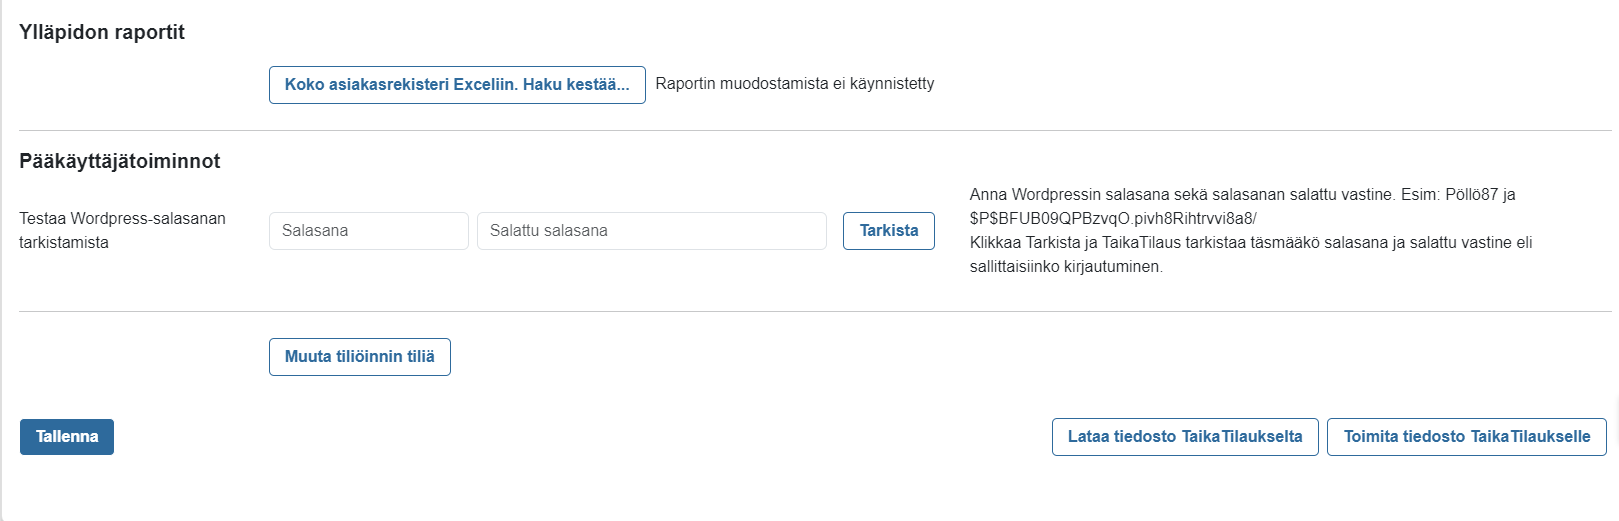 Ylläpidon raportit
Koko asiakasrekisteri Exceliin. Haku kestää...
Raportin muodostamista ei käynnistetty
Pääkäyttäjätoiminnot
Testaa Wordpress-salasanan
tarkistamista
Salasana
Salattu salasana
Tarkista
Anna Wordpressin salasana sekä salasanan salattu vastine. Esim: Pöllö87 ja
$P$BFUB09QPBzvqO.pivh8Rihtrvvi8a8/
Klikkaa Tarkista ja TaikaTilaus tarkistaa täsmääkö salasana ja salattu vastine eli
sallittaisiinko kirjautuminen.
Muuta tiliöinnin tiliä
Tallenna
Lataa tiedosto TaikaTilaukselta
Toimita tiedosto TaikaTilaukselle